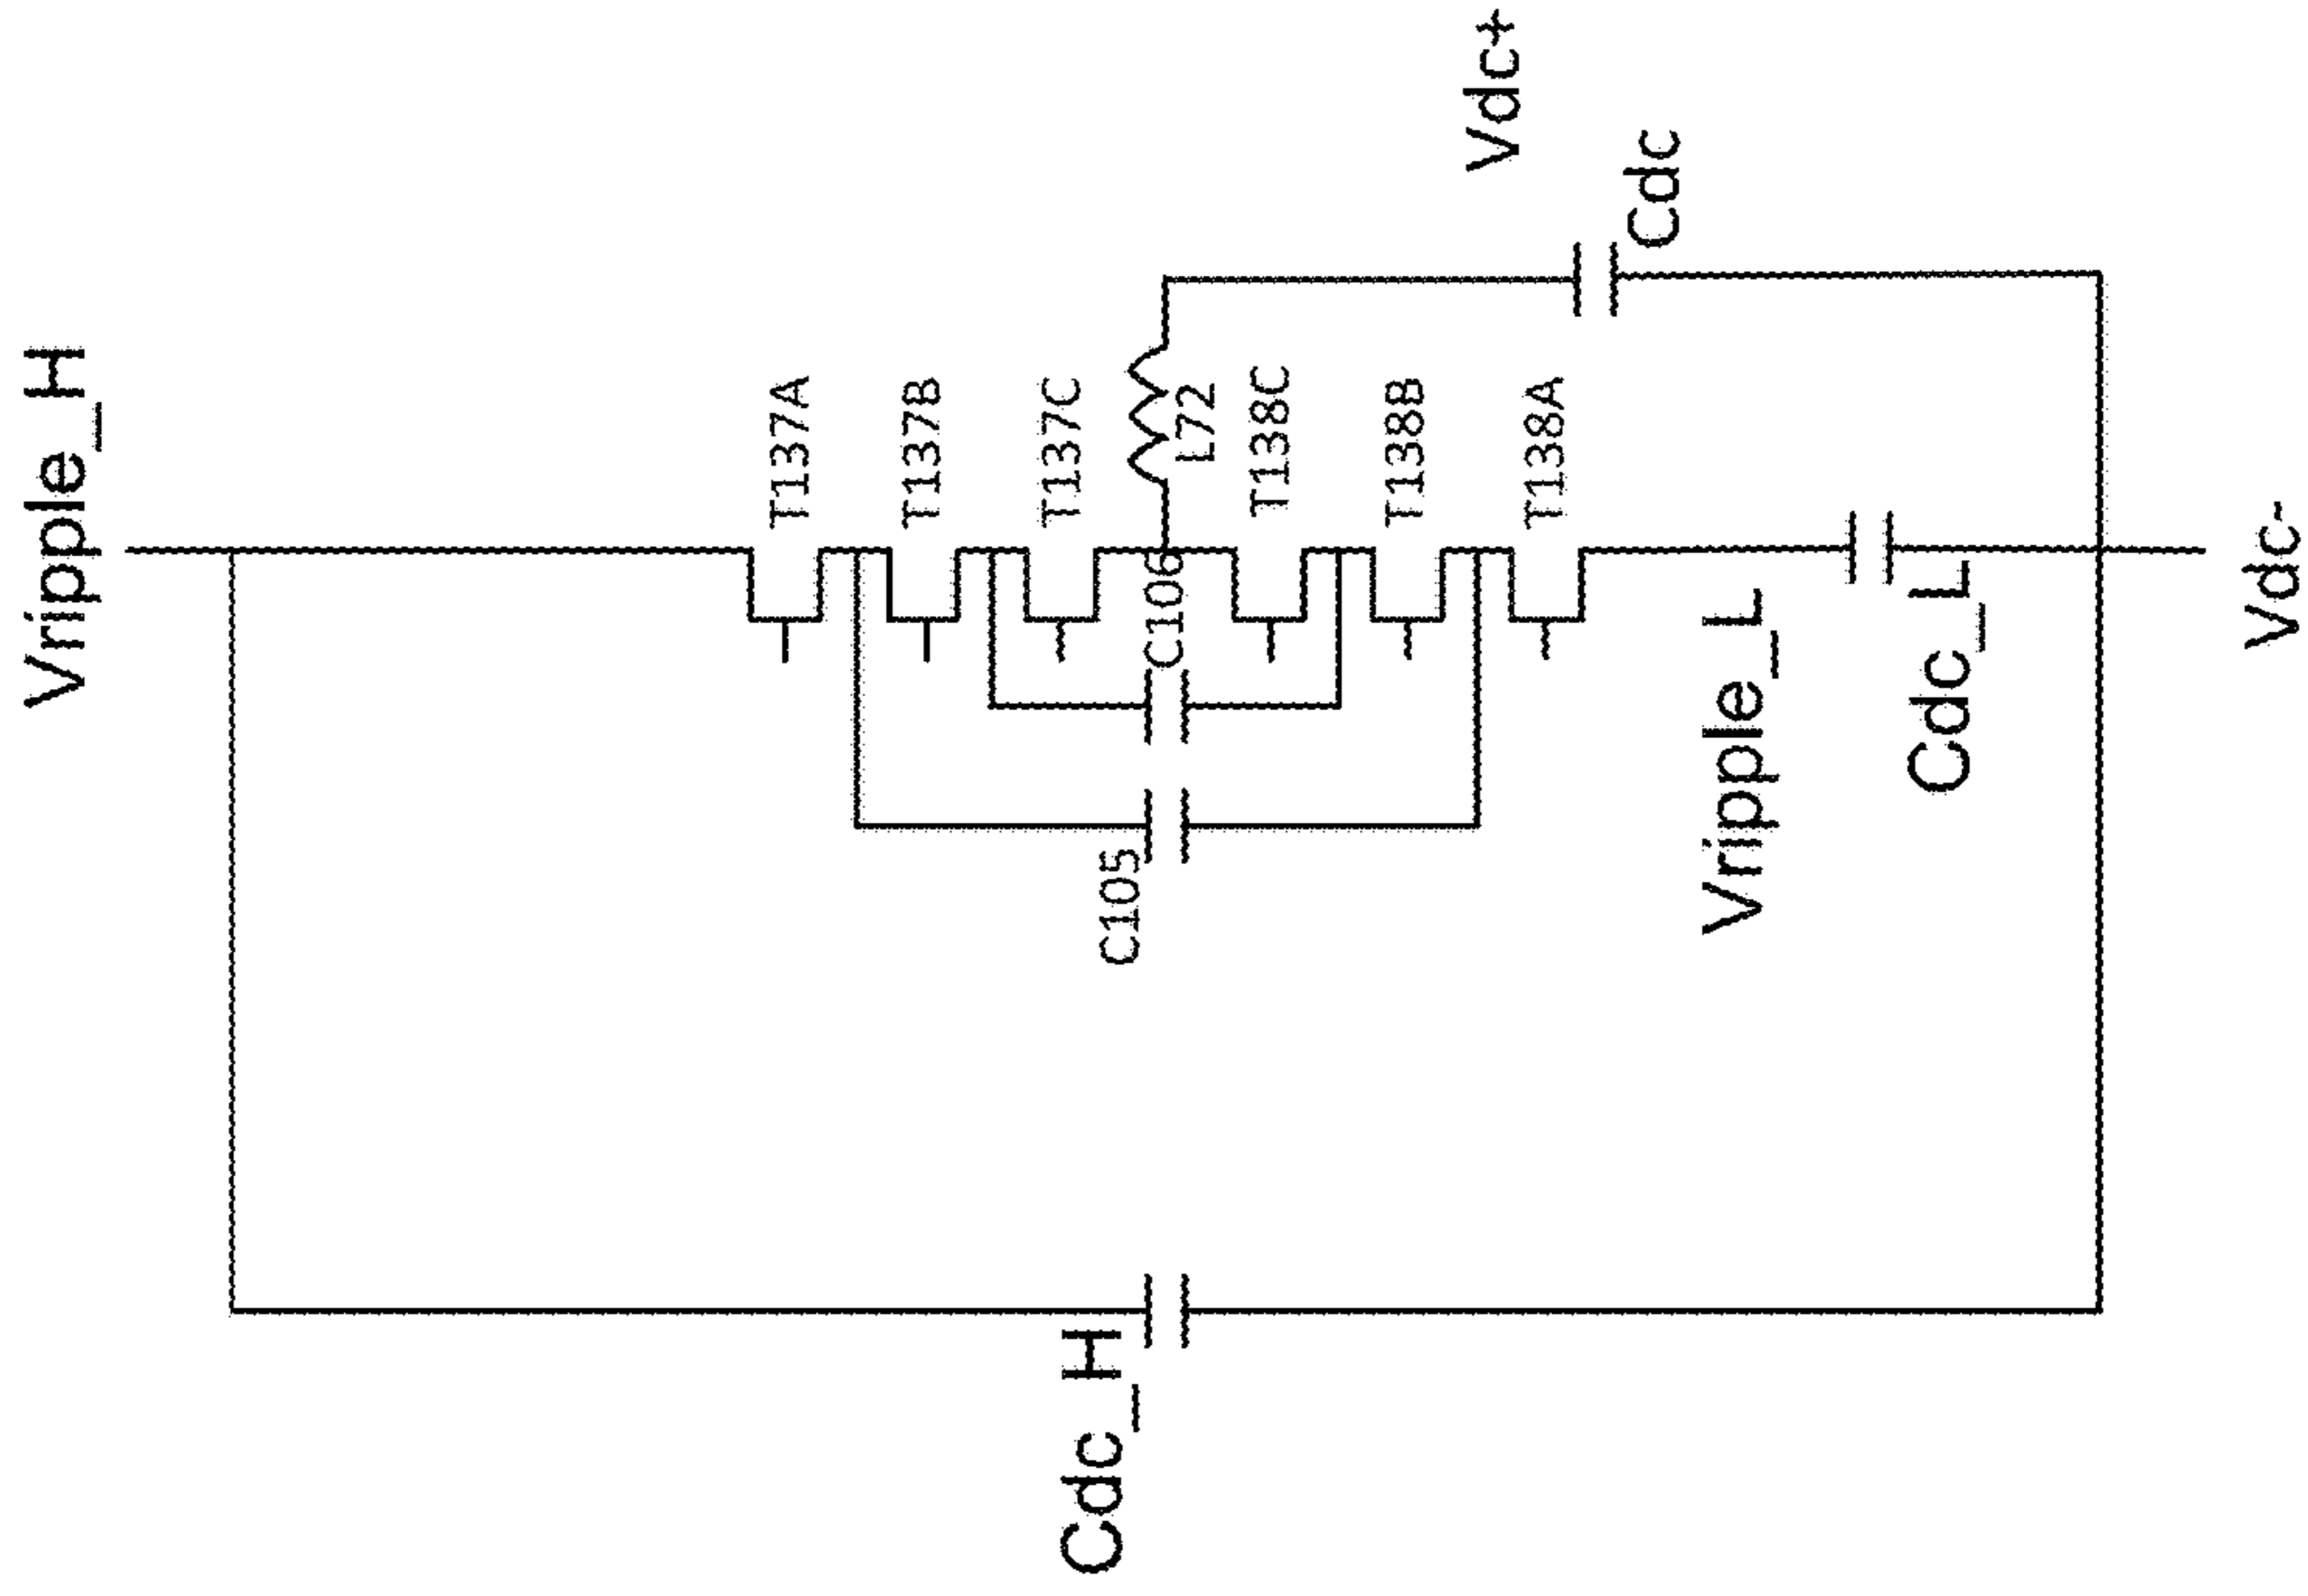 Vripple_H
Vdc+
Cdc
T137A
T137B
T137C
L72
T138C
T138B
T138A
C106
C105
Vripple_L
Cdc_L
Cdc_H
Vdc-